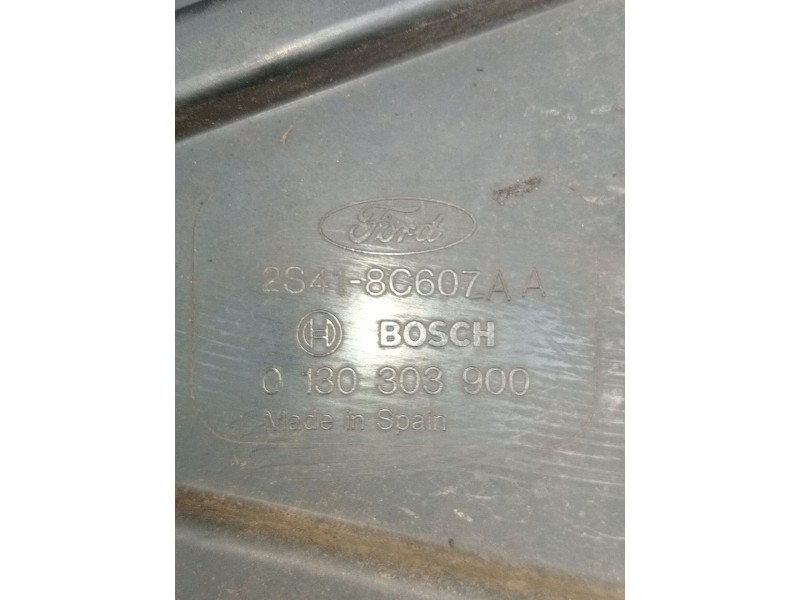 Ford
2S41-8C607AA
BOSCH
0 130 303 900
Made in Spain